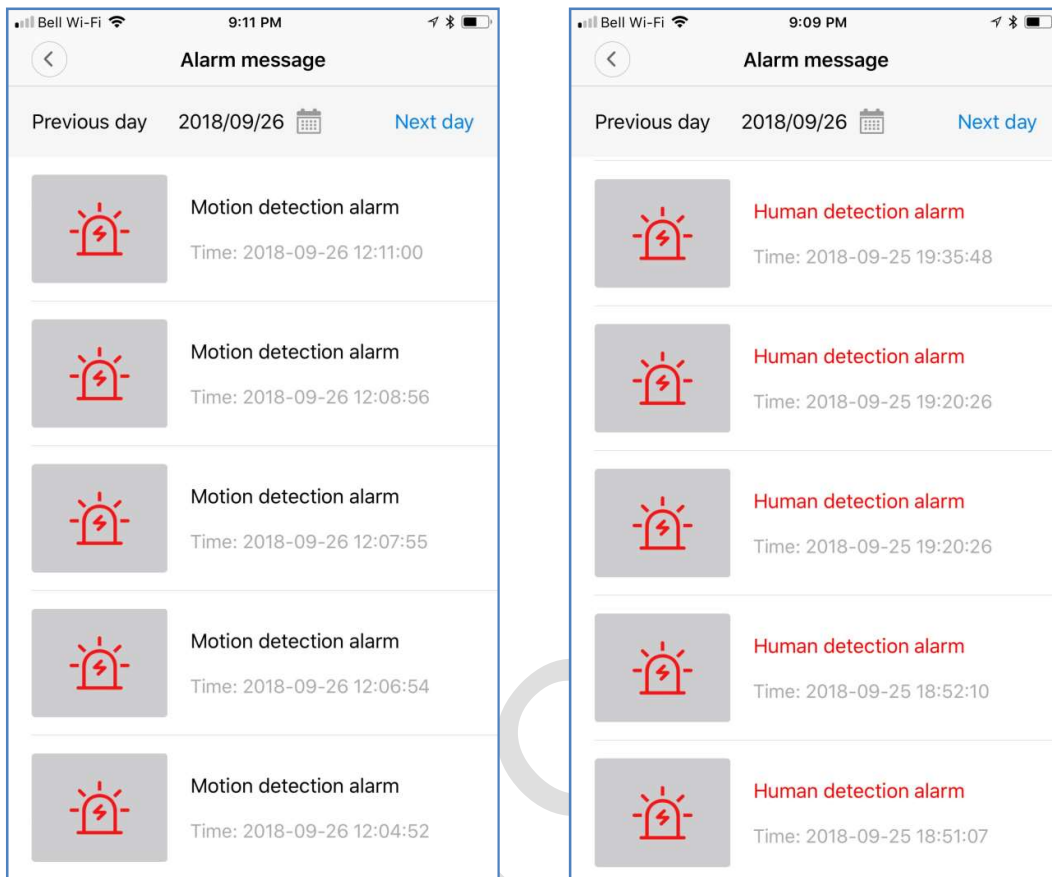 Bell Wi-Fi 9:11 PM
Alarm message
Previous day 2018/09/26 Next day
Motion detection alarm
Time: 2018-09-26 12:11:00
Motion detection alarm
Time: 2018-09-26 12:08:56
Motion detection alarm
Time: 2018-09-26 12:07:55
Motion detection alarm
Time: 2018-09-26 12:06:54
Motion detection alarm
Time: 2018-09-26 12:04:52
Bell Wi-Fi 9:09 PM
Alarm message
Previous day 2018/09/26 Next day
Human detection alarm
Time: 2018-09-25 19:35:48
Human detection alarm
Time: 2018-09-25 19:20:26
Human detection alarm
Time: 2018-09-25 19:20:26
Human detection alarm
Time: 2018-09-25 18:52:10
Human detection alarm
Time: 2018-09-25 18:51:07